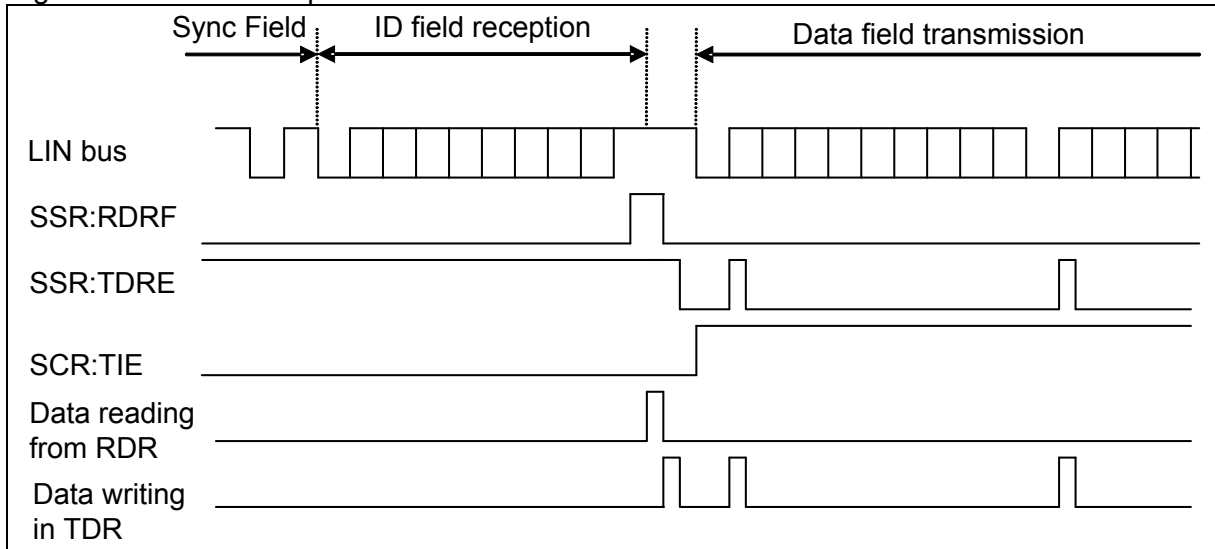 Sync Field
ID field reception
Data field transmission
LIN bus
SSR:RDRF
SSR:TDRE
SCR:TIE
Data reading
from RDR
Data writing
in TDR